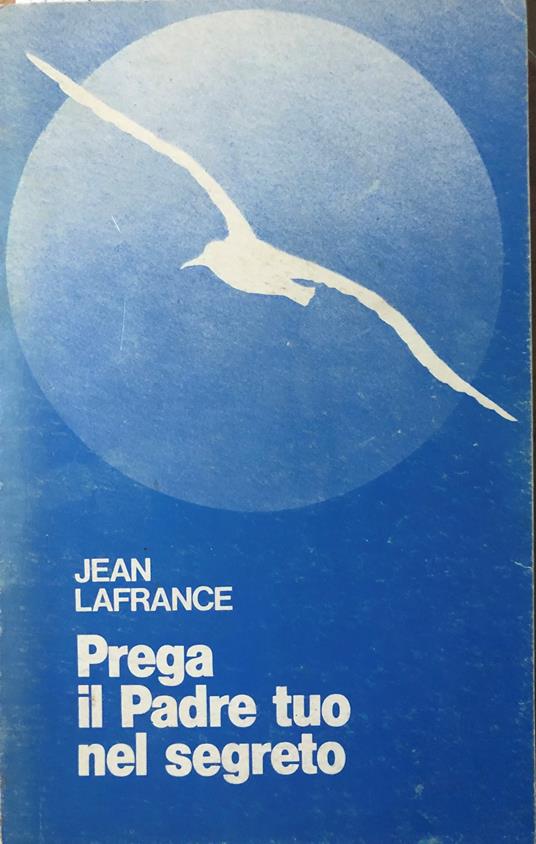 JEAN
LAFRANCE
Prega
il Padre tuo
nel segreto